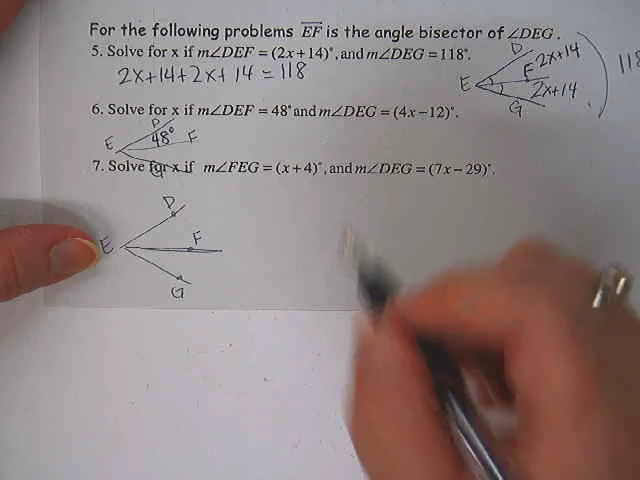 For the following problems EF is the angle bisector of ∠DEG.
5. Solve for x if m∠DEF = (2x+14)°, and m∠DEG = 118°.
2x+14+2x+14=118
D
F
2x+14
E
2x+14
G
118
6. Solve for x if m∠DEF = 48° and m∠DEG = (4x−12)°.
D
48°
F
E
G
7. Solve for x if m∠FEG = (x+4)°, and m∠DEG = (7x−29)°.
D
E
F
G